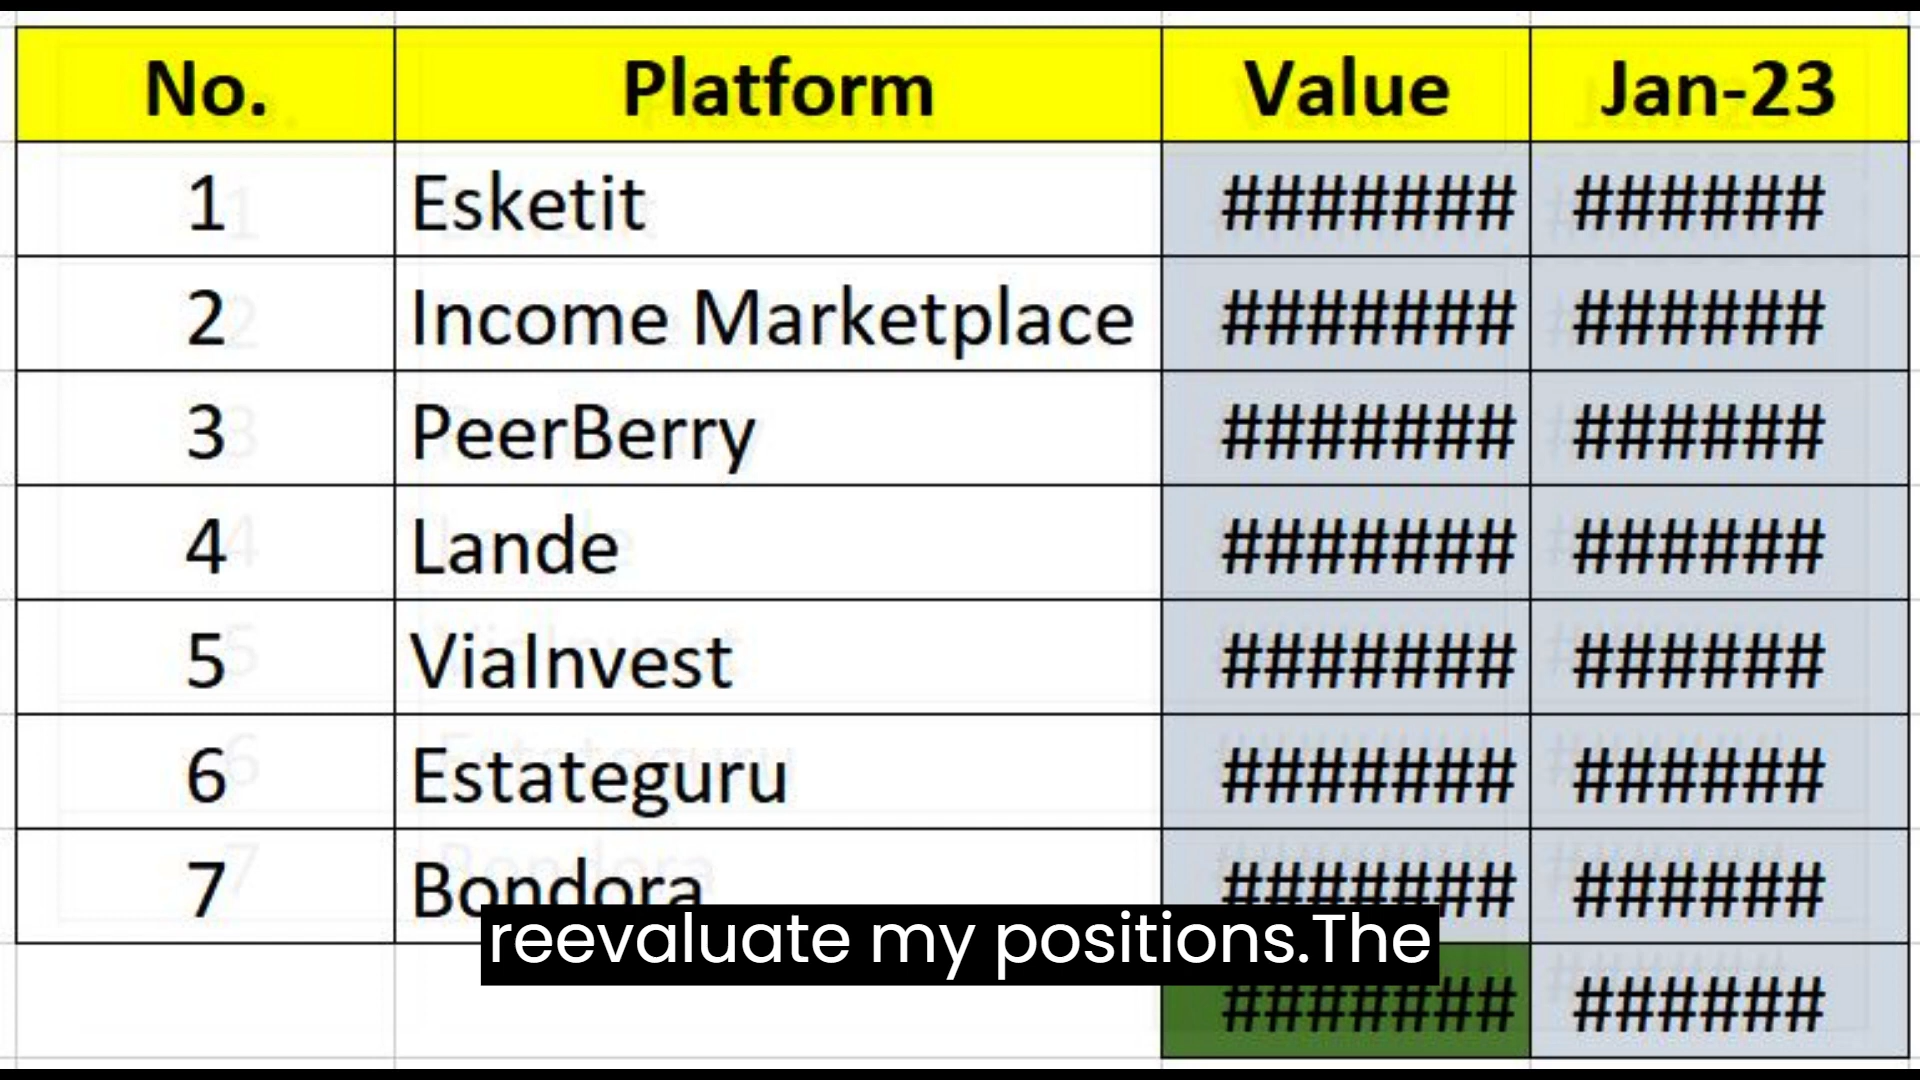 No. Platform Value Jan-23
1 Esketit ####### ######
2 Income Marketplace ####### ######
3 PeerBerry ####### ######
4 Lande ####### ######
5 ViaInvest ####### ######
6 Estateguru ####### ######
7 Bondora ####### ######
reevaluate my positions.The
####### ######